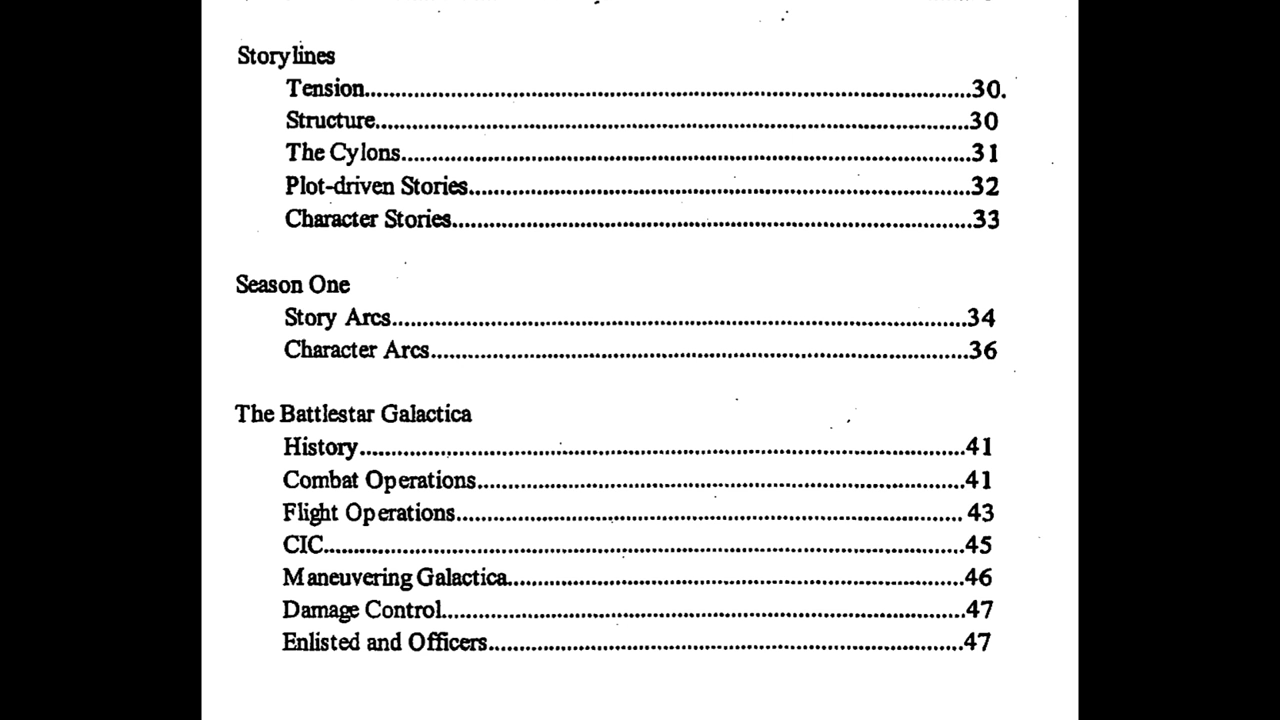 Storylines
Tension..........30.
Structure..........30
The Cylons..........31
Plot-driven Stories..........32
Character Stories..........33
Season One
Story Arcs..........34
Character Arcs..........36
The Battlestar Galactica
History..........41
Combat Operations..........41
Flight Operations.......... 43
CIC..........45
Maneuvering Galactica..........46
Damage Control..........47
Enlisted and Officers..........47